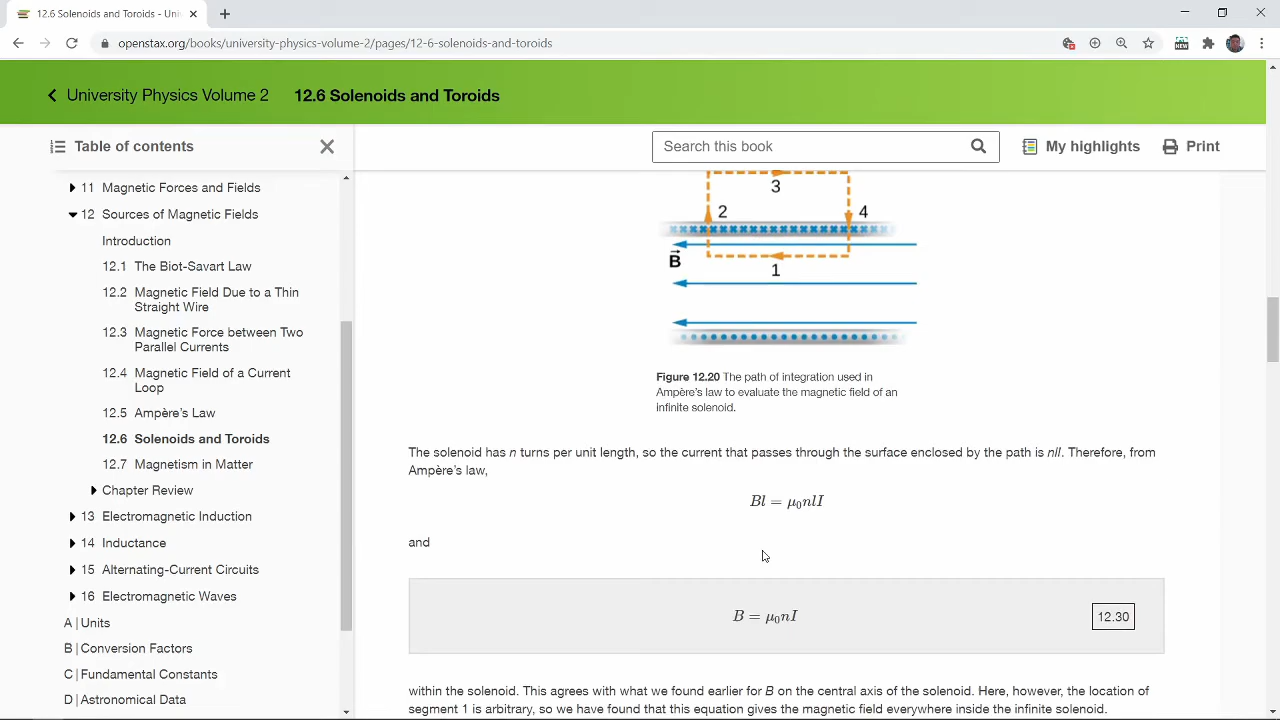 12.6 Solenoids and Toroids - Uni
openstax.org/books/university-physics-volume-2/pages/12-6-solenoids-and-toroids
NEW
University Physics Volume 2
12.6 Solenoids and Toroids
Table of contents
Search this book
My highlights
Print
11 Magnetic Forces and Fields
12 Sources of Magnetic Fields
Introduction
12.1 The Biot-Savart Law
12.2 Magnetic Field Due to a Thin
Straight Wire
12.3 Magnetic Force between Two
Parallel Currents
12.4 Magnetic Field of a Current
Loop
12.5 Ampère's Law
12.6 Solenoids and Toroids
12.7 Magnetism in Matter
Chapter Review
13 Electromagnetic Induction
14 Inductance
15 Alternating-Current Circuits
16 Electromagnetic Waves
A | Units
B | Conversion Factors
C | Fundamental Constants
D | Astronomical Data
3
2
4
B⃗
1
Figure 12.20 The path of integration used in
Ampère's law to evaluate the magnetic field of an
infinite solenoid.
The solenoid has n turns per unit length, so the current that passes through the surface enclosed by the path is nlI. Therefore, from
Ampère's law,
Bl = μ₀nlI
and
B = μ₀nI
12.30
within the solenoid. This agrees with what we found earlier for B on the central axis of the solenoid. Here, however, the location of
segment 1 is arbitrary, so we have found that this equation gives the magnetic field everywhere inside the infinite solenoid.